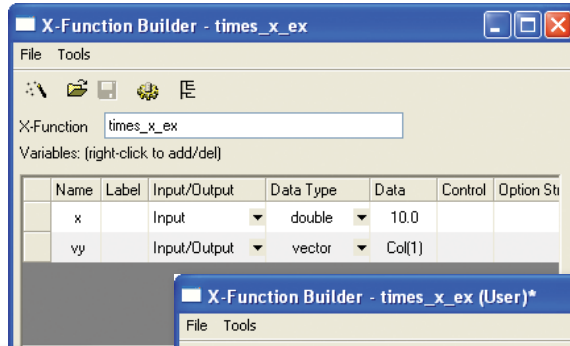 X-Function Builder - times_x_ex
File Tools
X-Function times_x_ex
Variables: (right-click to add/del)
Name Label Input/Output Data Type Data Control Option Str
x Input double 10.0
vy Input/Output vector Col(1)
X-Function Builder - times_x_ex (User)*
File Tools